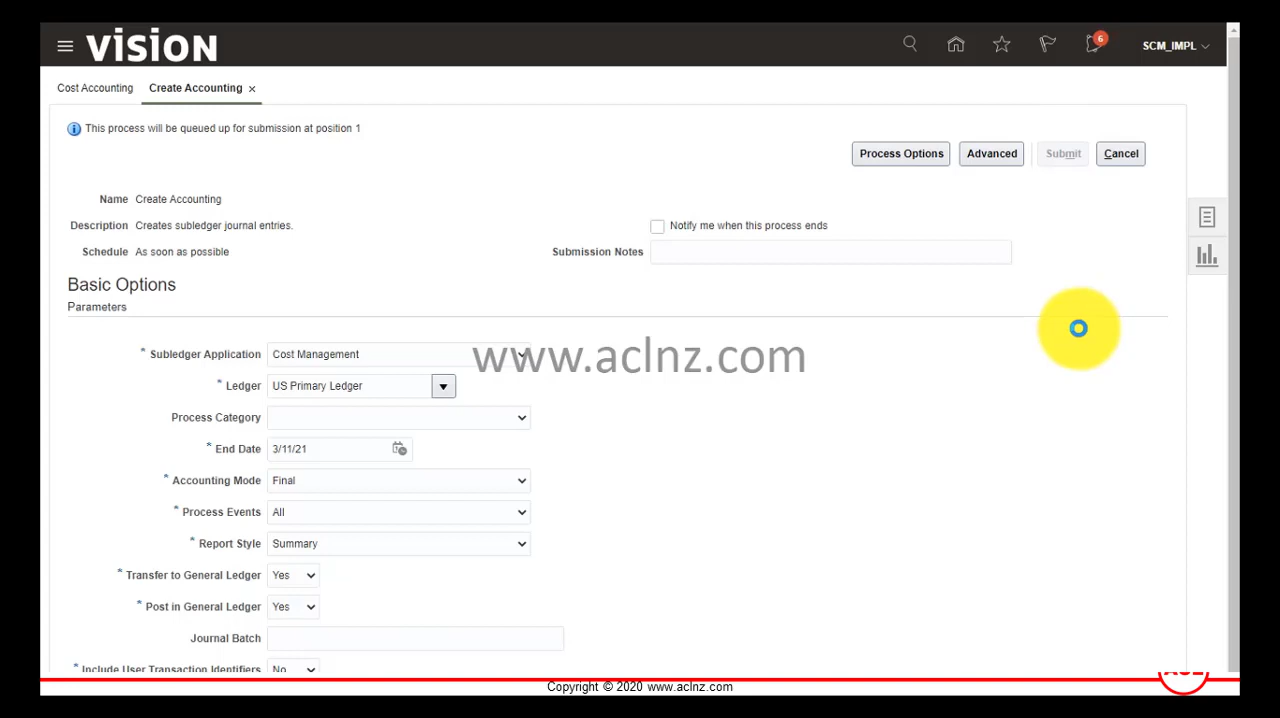 vision
6
SCM_IMPL
Cost Accounting
Create Accounting ×
This process will be queued up for submission at position 1
Process Options
Advanced
Submit
Cancel
Name Create Accounting
Description Creates subledger journal entries.
Notify me when this process ends
Schedule As soon as possible
Submission Notes
Basic Options
Parameters
* Subledger Application Cost Management
www.aclnz.com
* Ledger US Primary Ledger
Process Category
* End Date 3/11/21
* Accounting Mode Final
* Process Events All
* Report Style Summary
* Transfer to General Ledger Yes
* Post in General Ledger Yes
Journal Batch
* Include User Transaction Identifiers No
ACL
Copyright © 2020 www.aclnz.com